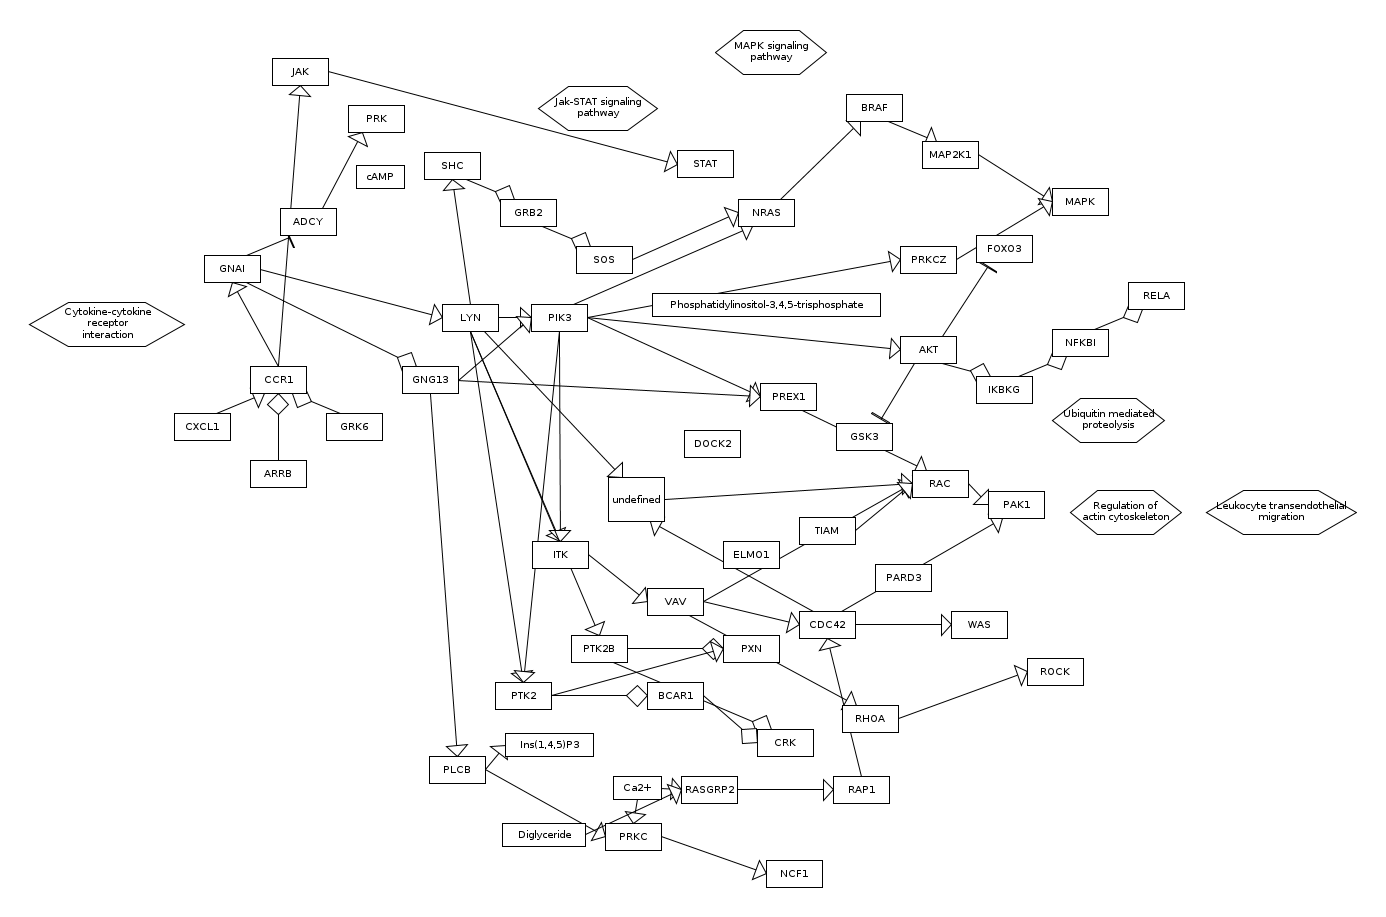 MAPK signaling
pathway
JAK
Jak-STAT signaling
pathway
BRAF
PRK
MAP2K1
SHC
STAT
cAMP
MAPK
GRB2
NRAS
ADCY
FOXO3
SOS
PRKCZ
GNAI
RELA
Phosphatidylinositol-3,4,5-trisphosphate
Cytokine-cytokine
receptor
interaction
LYN
PIK3
NFKBI
AKT
CCR1
GNG13
IKBKG
PREX1
Ubiquitin mediated
proteolysis
CXCL1
GRK6
GSK3
DOCK2
ARRB
RAC
undefined
PAK1
Regulation of
actin cytoskeleton
Leukocyte transendothelial
migration
TIAM
ITK
ELMO1
PARD3
VAV
CDC42
WAS
PTK2B
PXN
ROCK
PTK2
BCAR1
RHOA
Ins(1,4,5)P3
CRK
PLCB
Ca2+
RASGRP2
RAP1
Diglyceride
PRKC
NCF1